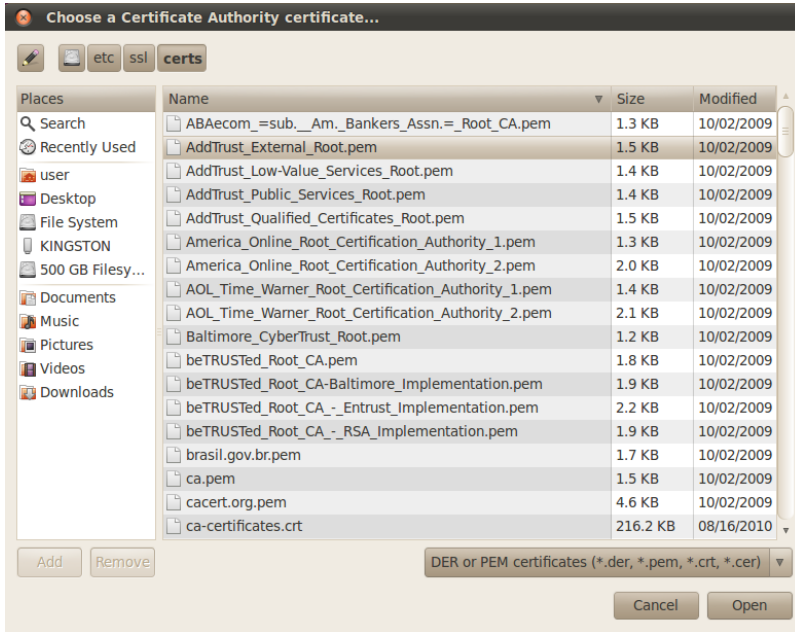 Choose a Certificate Authority certificate...
etc ssl certs
Places Name Size Modified
Search ABAecom_=sub.__Am._Bankers_Assn.=_Root_CA.pem 1.3 KB 10/02/2009
Recently Used AddTrust_External_Root.pem 1.5 KB 10/02/2009
user AddTrust_Low-Value_Services_Root.pem 1.4 KB 10/02/2009
Desktop AddTrust_Public_Services_Root.pem 1.4 KB 10/02/2009
File System AddTrust_Qualified_Certificates_Root.pem 1.5 KB 10/02/2009
KINGSTON America_Online_Root_Certification_Authority_1.pem 1.3 KB 10/02/2009
500 GB Filesy... America_Online_Root_Certification_Authority_2.pem 2.0 KB 10/02/2009
Documents AOL_Time_Warner_Root_Certification_Authority_1.pem 1.4 KB 10/02/2009
Music AOL_Time_Warner_Root_Certification_Authority_2.pem 2.1 KB 10/02/2009
Pictures Baltimore_CyberTrust_Root.pem 1.2 KB 10/02/2009
Videos beTRUSTed_Root_CA.pem 1.8 KB 10/02/2009
Downloads beTRUSTed_Root_CA-Baltimore_Implementation.pem 1.9 KB 10/02/2009
beTRUSTed_Root_CA_-_Entrust_Implementation.pem 2.2 KB 10/02/2009
beTRUSTed_Root_CA_-_RSA_Implementation.pem 1.9 KB 10/02/2009
brasil.gov.br.pem 1.7 KB 10/02/2009
ca.pem 1.5 KB 10/02/2009
cacert.org.pem 4.6 KB 10/02/2009
ca-certificates.crt 216.2 KB 08/16/2010
Add Remove DER or PEM certificates (*.der, *.pem, *.crt, *.cer)
Cancel Open